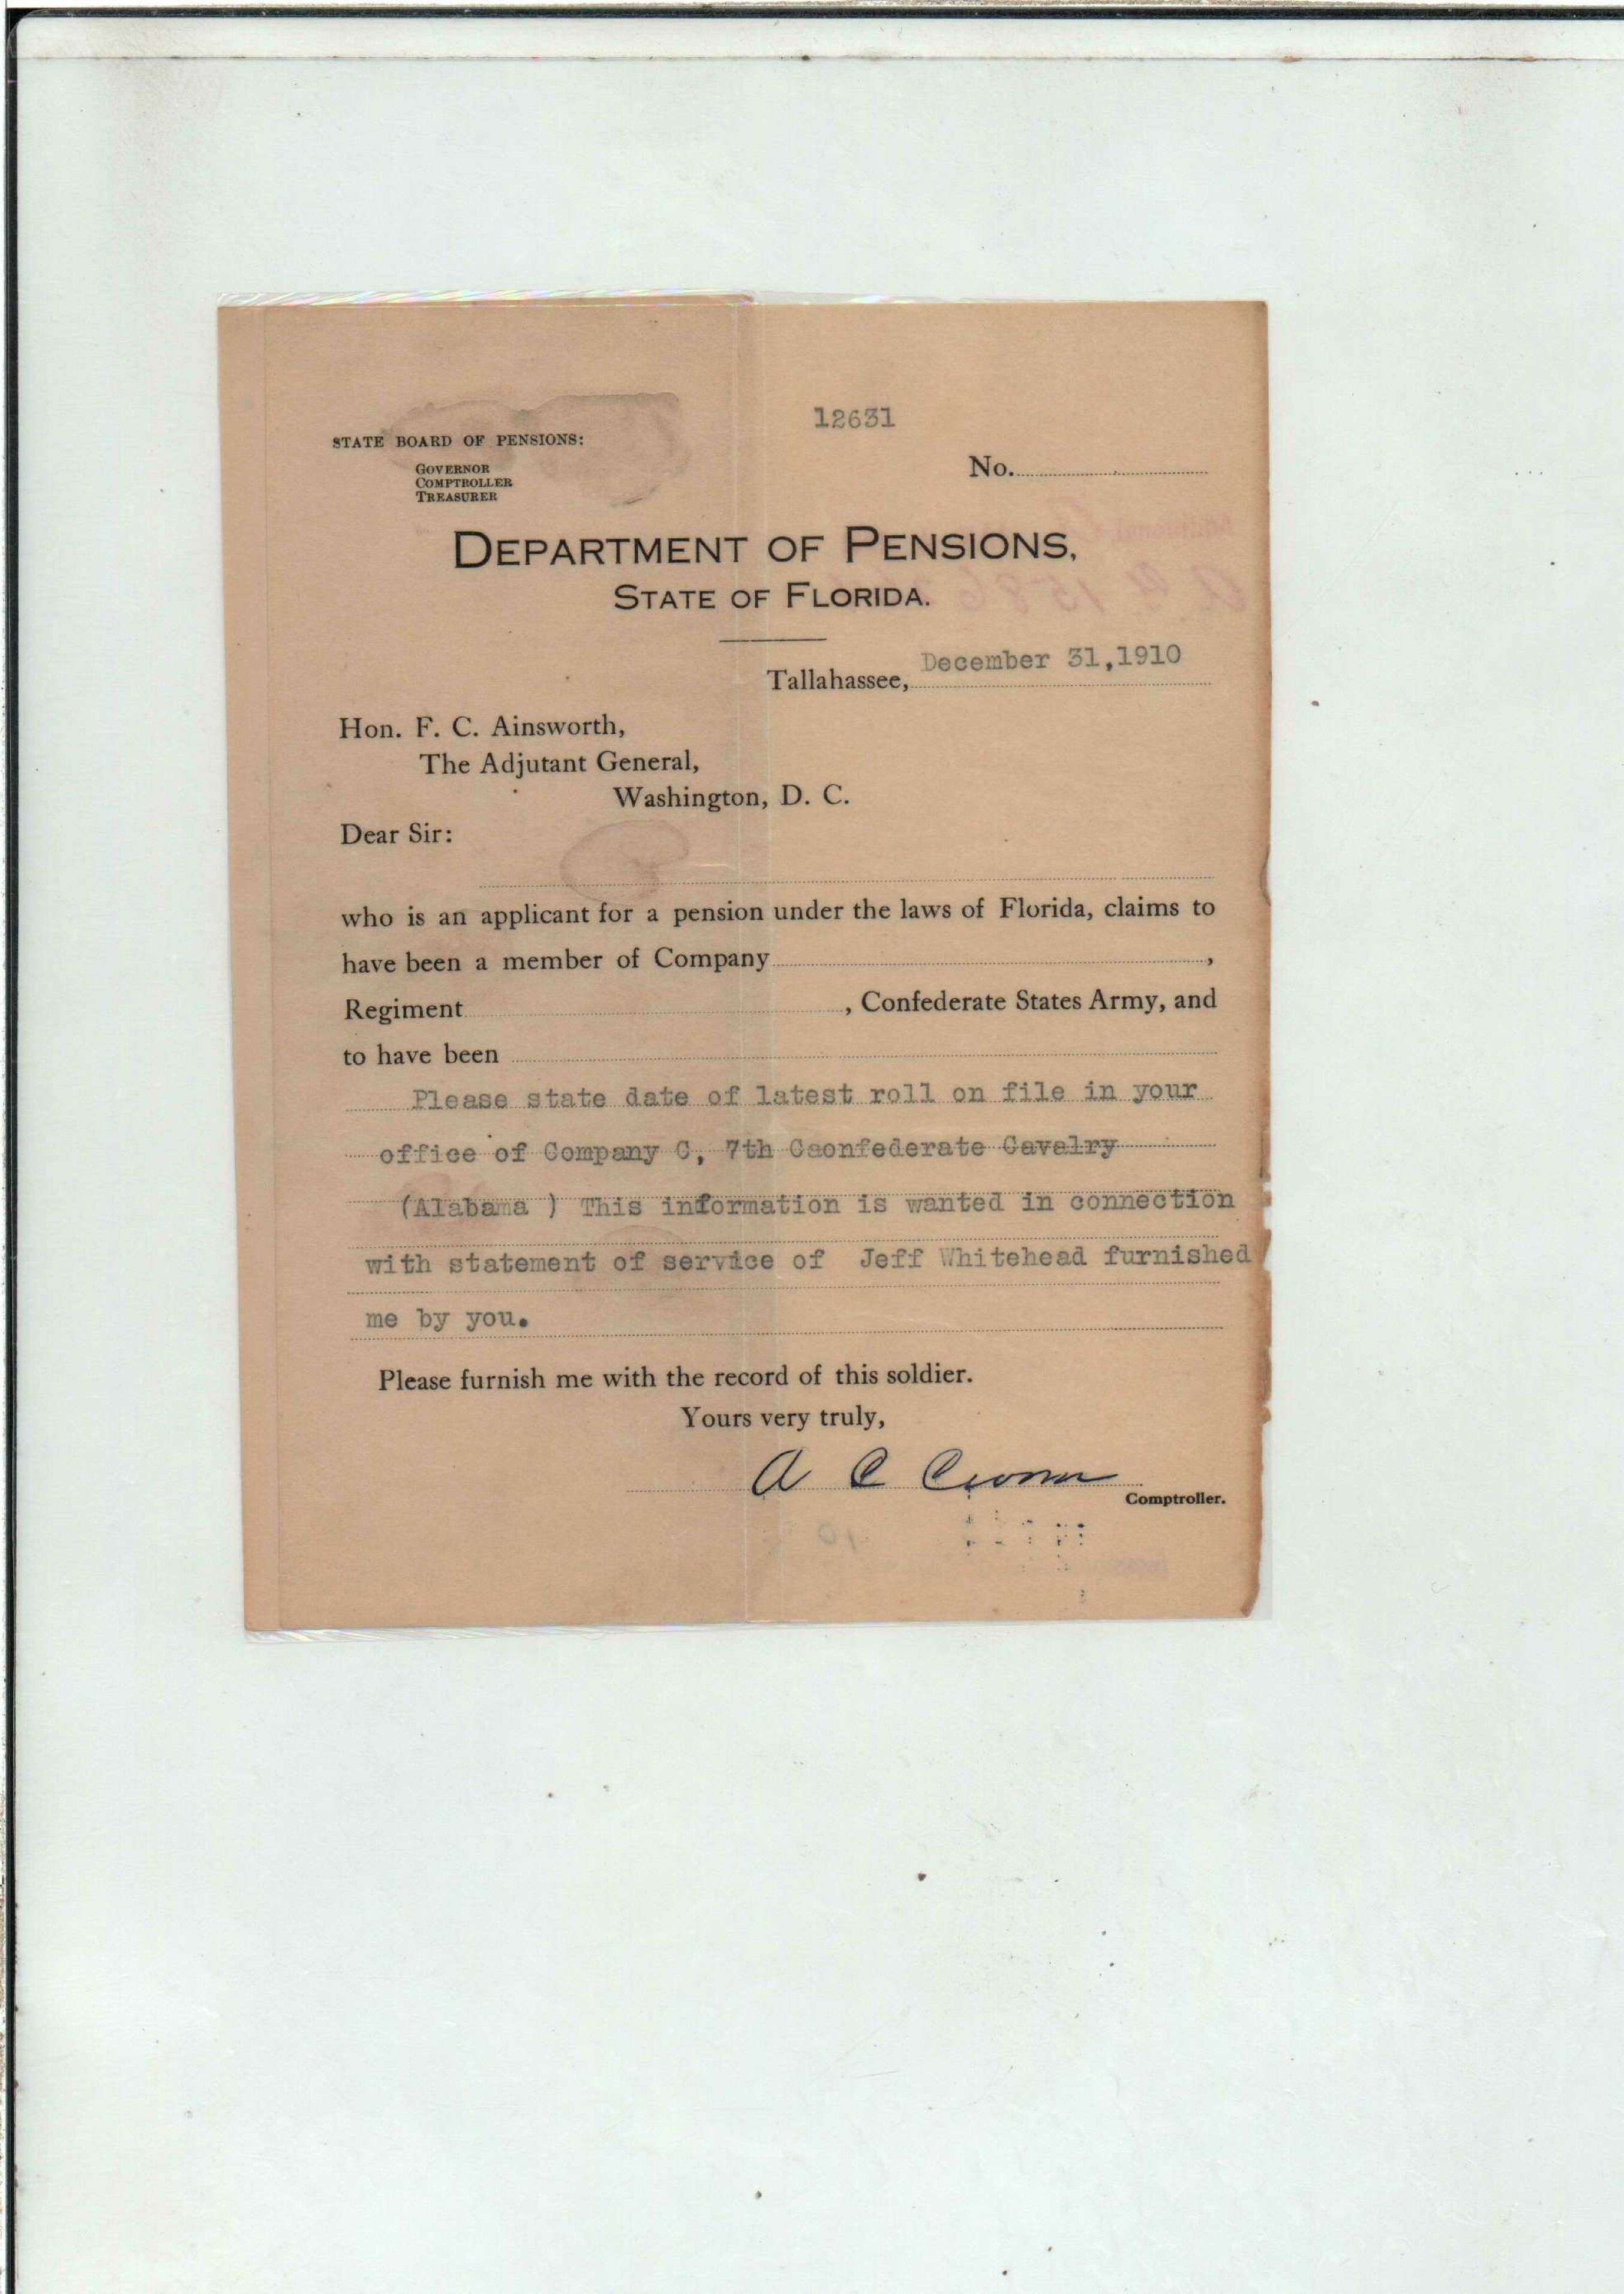 12631
STATE BOARD OF PENSIONS:
GOVERNOR
COMPTROLLER
TREASURER
No.
DEPARTMENT OF PENSIONS,
STATE OF FLORIDA.
Tallahassee, December 31,1910
Hon. F. C. Ainsworth,
The Adjutant General,
Washington, D. C.
Dear Sir:
who is an applicant for a pension under the laws of Florida, claims to
have been a member of Company ,
Regiment , Confederate States Army, and
to have been
Please state date of latest roll on file in your
office of Company C, 7th Caonfederate Cavalry
(Alabama ) This information is wanted in connection
with statement of service of Jeff Whitehead furnished
me by you.
Please furnish me with the record of this soldier.
Yours very truly,
A C Croom
Comptroller.